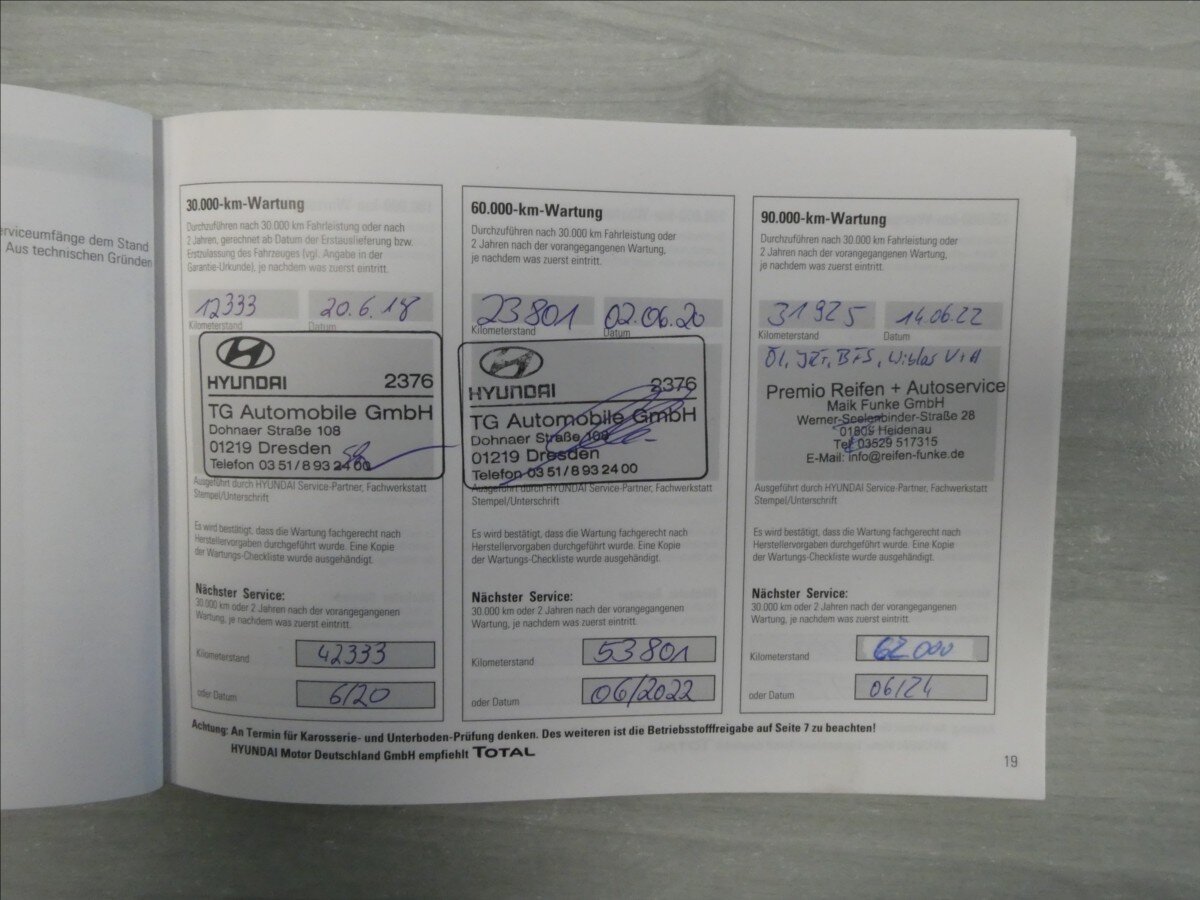 erviceumfänge dem Stand
Aus technischen Gründen
30.000-km-Wartung
Durchzuführen nach 30.000 km Fahrleistung oder nach
2 Jahren, gerechnet ab Datum der Erstauslieferung bzw.
Erstzulassung des Fahrzeuges (vgl. Angabe in der
Garantie-Urkunde), je nachdem was zuerst eintritt.
12333 20.6.18
Kilometerstand Datum
HYUNDAI 2376
TG Automobile GmbH
Dohnaer Straße 108
01219 Dresden
Telefon 03 51/8 93 24 00
Ausgeführt durch HYUNDAI Service-Partner, Fachwerkstatt
Stempel/Unterschrift
Es wird bestätigt, dass die Wartung fachgerecht nach
Herstellervorgaben durchgeführt wurde. Eine Kopie
der Wartungs-Checkliste wurde ausgehändigt.
Nächster Service:
30.000 km oder 2 Jahren nach der vorangegangenen
Wartung, je nachdem was zuerst eintritt.
Kilometerstand 42333
oder Datum 6/20
60.000-km-Wartung
Durchzuführen nach 30.000 km Fahrleistung oder
2 Jahren nach der vorangegangenen Wartung,
je nachdem was zuerst eintritt.
23801 02.06.20
Kilometerstand Datum
HYUNDAI 2376
TG Automobile GmbH
Dohnaer Straße 108
01219 Dresden
Telefon 03 51/8 93 24 00
Ausgeführt durch HYUNDAI Service-Partner, Fachwerkstatt
Stempel/Unterschrift
Es wird bestätigt, dass die Wartung fachgerecht nach
Herstellervorgaben durchgeführt wurde. Eine Kopie
der Wartungs-Checkliste wurde ausgehändigt.
Nächster Service:
30.000 km oder 2 Jahren nach der vorangegangenen
Wartung, je nachdem was zuerst eintritt.
Kilometerstand 53801
oder Datum 06/2022
90.000-km-Wartung
Durchzuführen nach 30.000 km Fahrleistung oder
2 Jahren nach der vorangegangenen Wartung,
je nachdem was zuerst eintritt.
31925 14.06.22
Kilometerstand Datum
Öl, BFS, V+H
Premio Reifen + Autoservice
Maik Funke GmbH
Werner-Seelenbinder-Straße 28
01809 Heidenau
Tel. 03529 517315
E-Mail: info@reifen-funke.de
Ausgeführt durch HYUNDAI Service-Partner, Fachwerkstatt
Stempel/Unterschrift
Es wird bestätigt, dass die Wartung fachgerecht nach
Herstellervorgaben durchgeführt wurde. Eine Kopie
der Wartungs-Checkliste wurde ausgehändigt.
Nächster Service:
30.000 km oder 2 Jahren nach der vorangegangenen
Wartung, je nachdem was zuerst eintritt.
Kilometerstand 62000
oder Datum 06/24
Achtung: An Termin für Karosserie- und Unterboden-Prüfung denken. Des weiteren ist die Betriebsstofffreigabe auf Seite 7 zu beachten!
HYUNDAI Motor Deutschland GmbH empfiehlt TOTAL
19